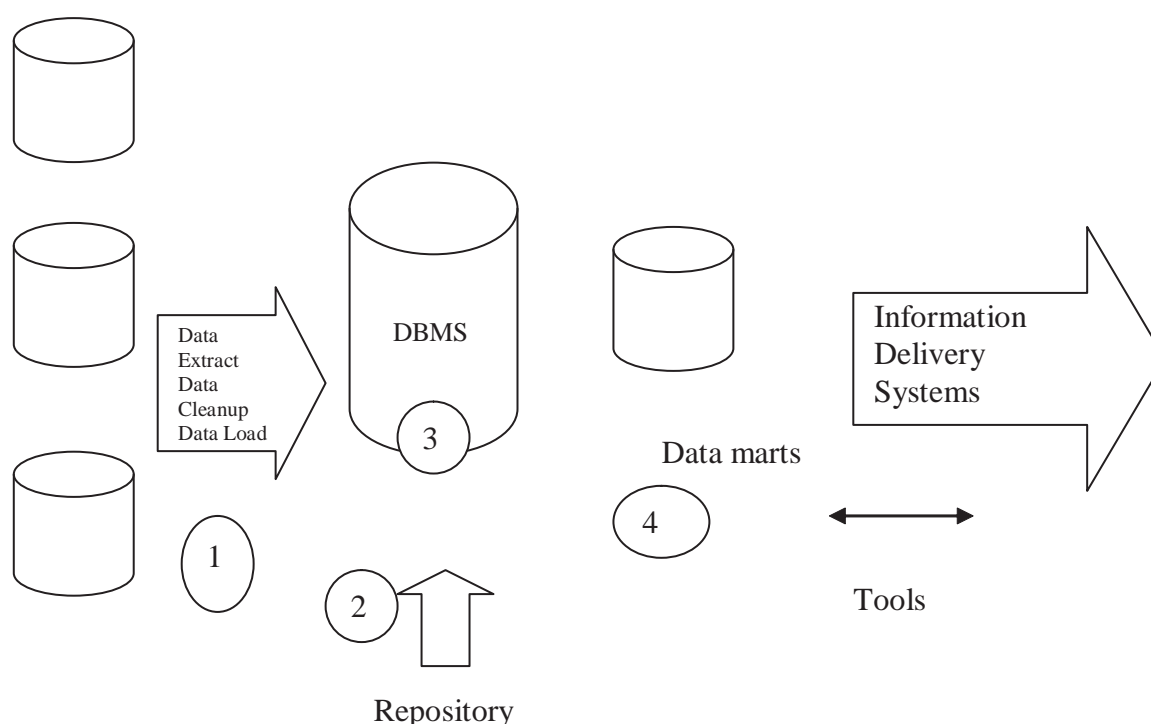 Data
Extract
Data
Cleanup
Data Load
1
DBMS
3
2
Repository
Data marts
4
Information
Delivery
Systems
Tools